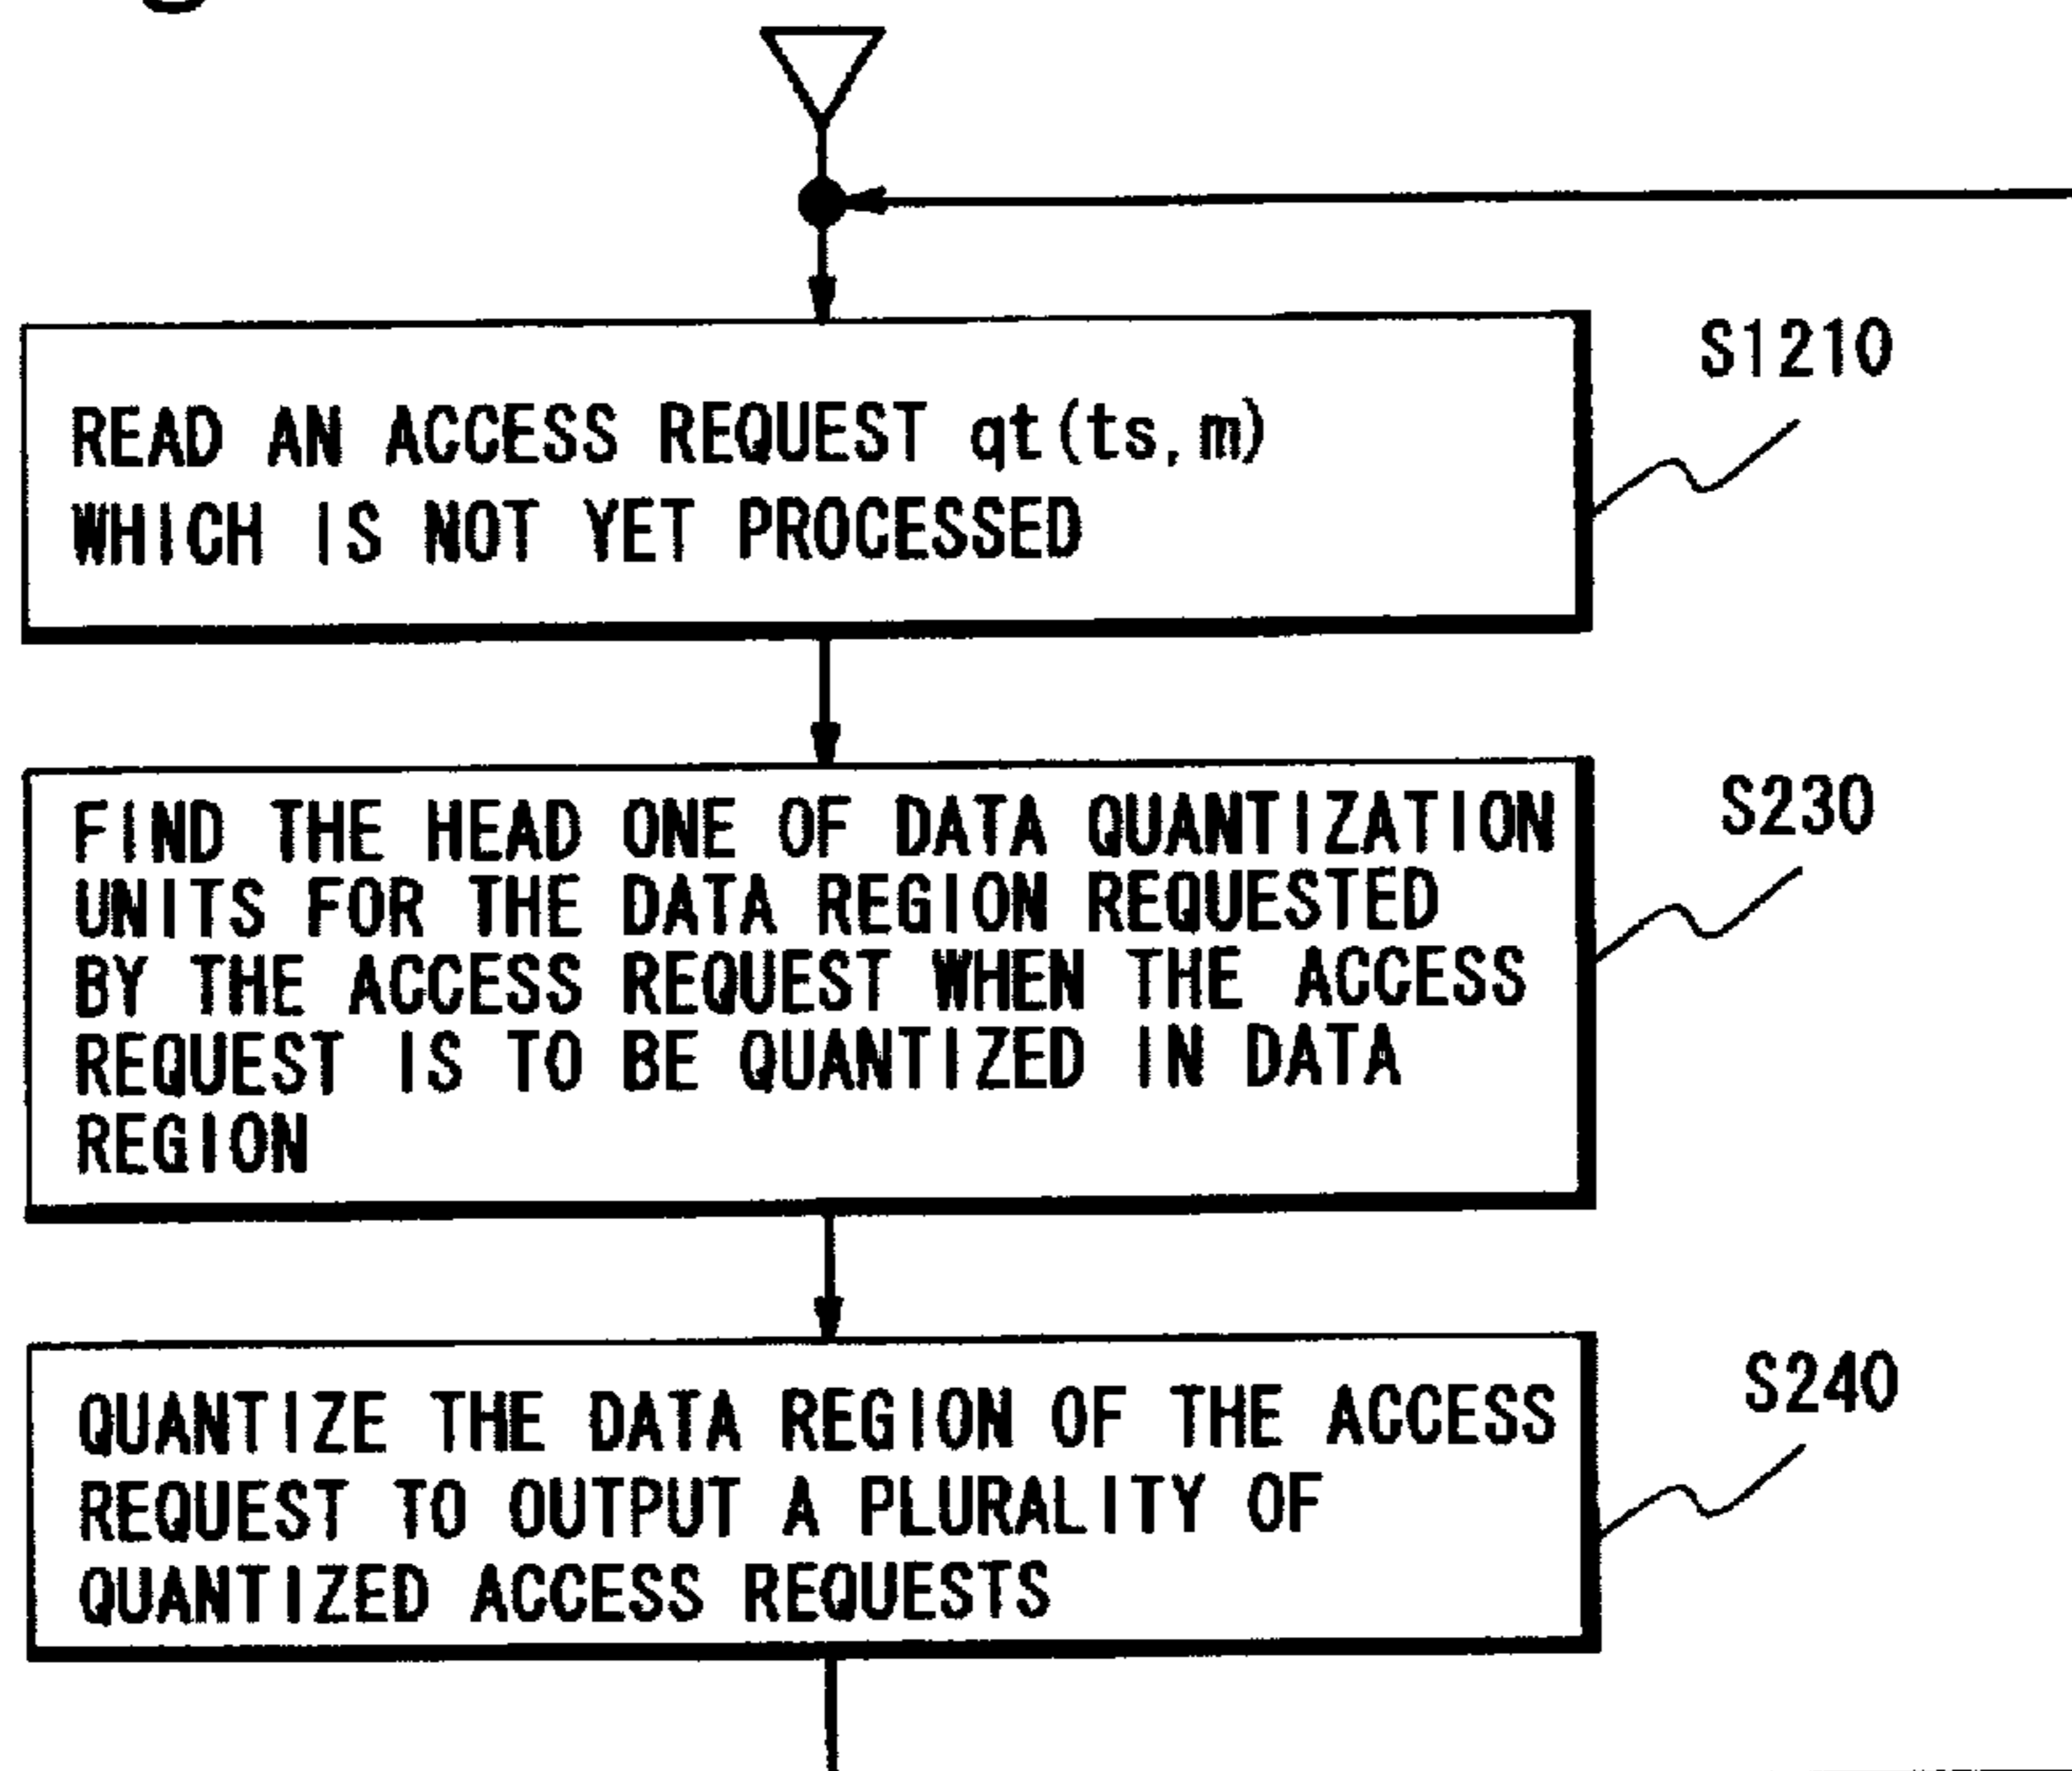 READ AN ACCESS REQUEST qt(ts,m)
WHICH IS NOT YET PROCESSED
S1210
FIND THE HEAD ONE OF DATA QUANTIZATION
UNITS FOR THE DATA REGION REQUESTED
BY THE ACCESS REQUEST WHEN THE ACCESS
REQUEST IS TO BE QUANTIZED IN DATA
REGION
S230
QUANTIZE THE DATA REGION OF THE ACCESS
REQUEST TO OUTPUT A PLURALITY OF
QUANTIZED ACCESS REQUESTS
S240